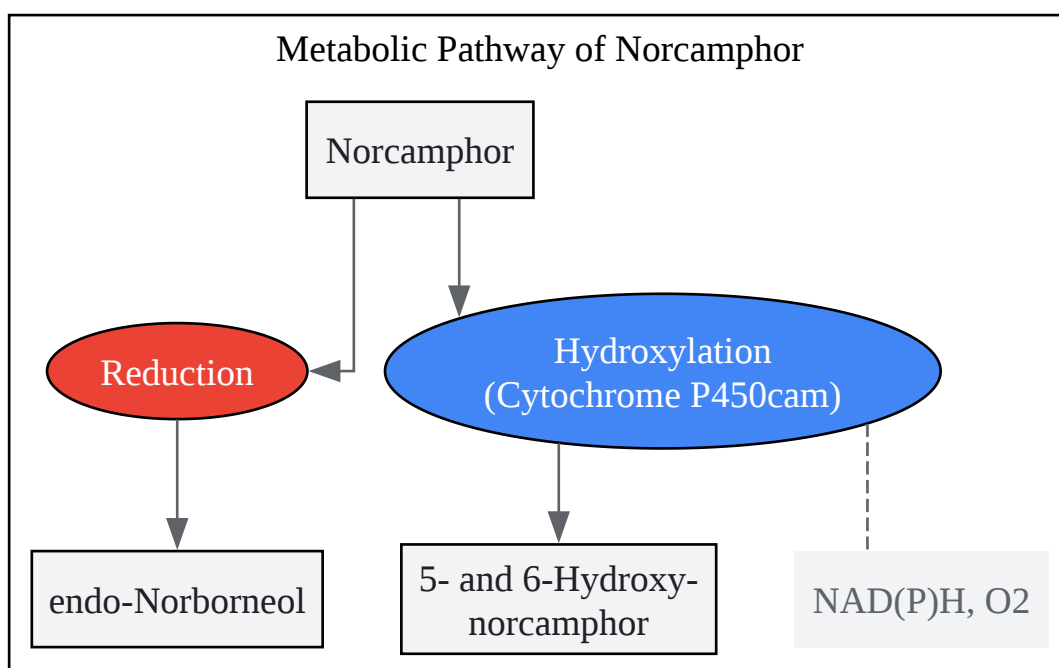 Metabolic Pathway of Norcamphor
Norcamphor
Reduction
Hydroxylation
(Cytochrome P450cam)
endo-Norborneol
5- and 6-Hydroxy-
norcamphor
NAD(P)H, O2